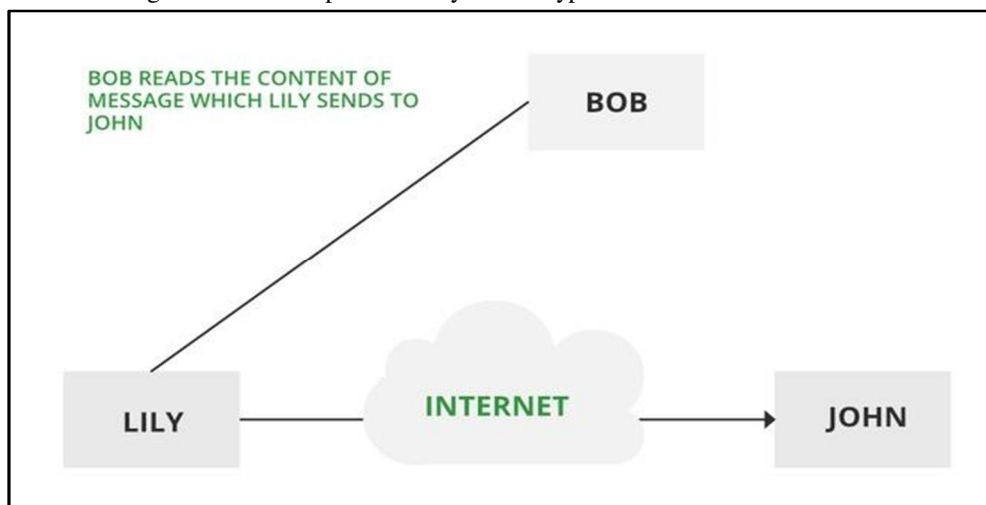 BOB READS THE CONTENT OF
MESSAGE WHICH LILY SENDS TO
JOHN
BOB
LILY
INTERNET
JOHN